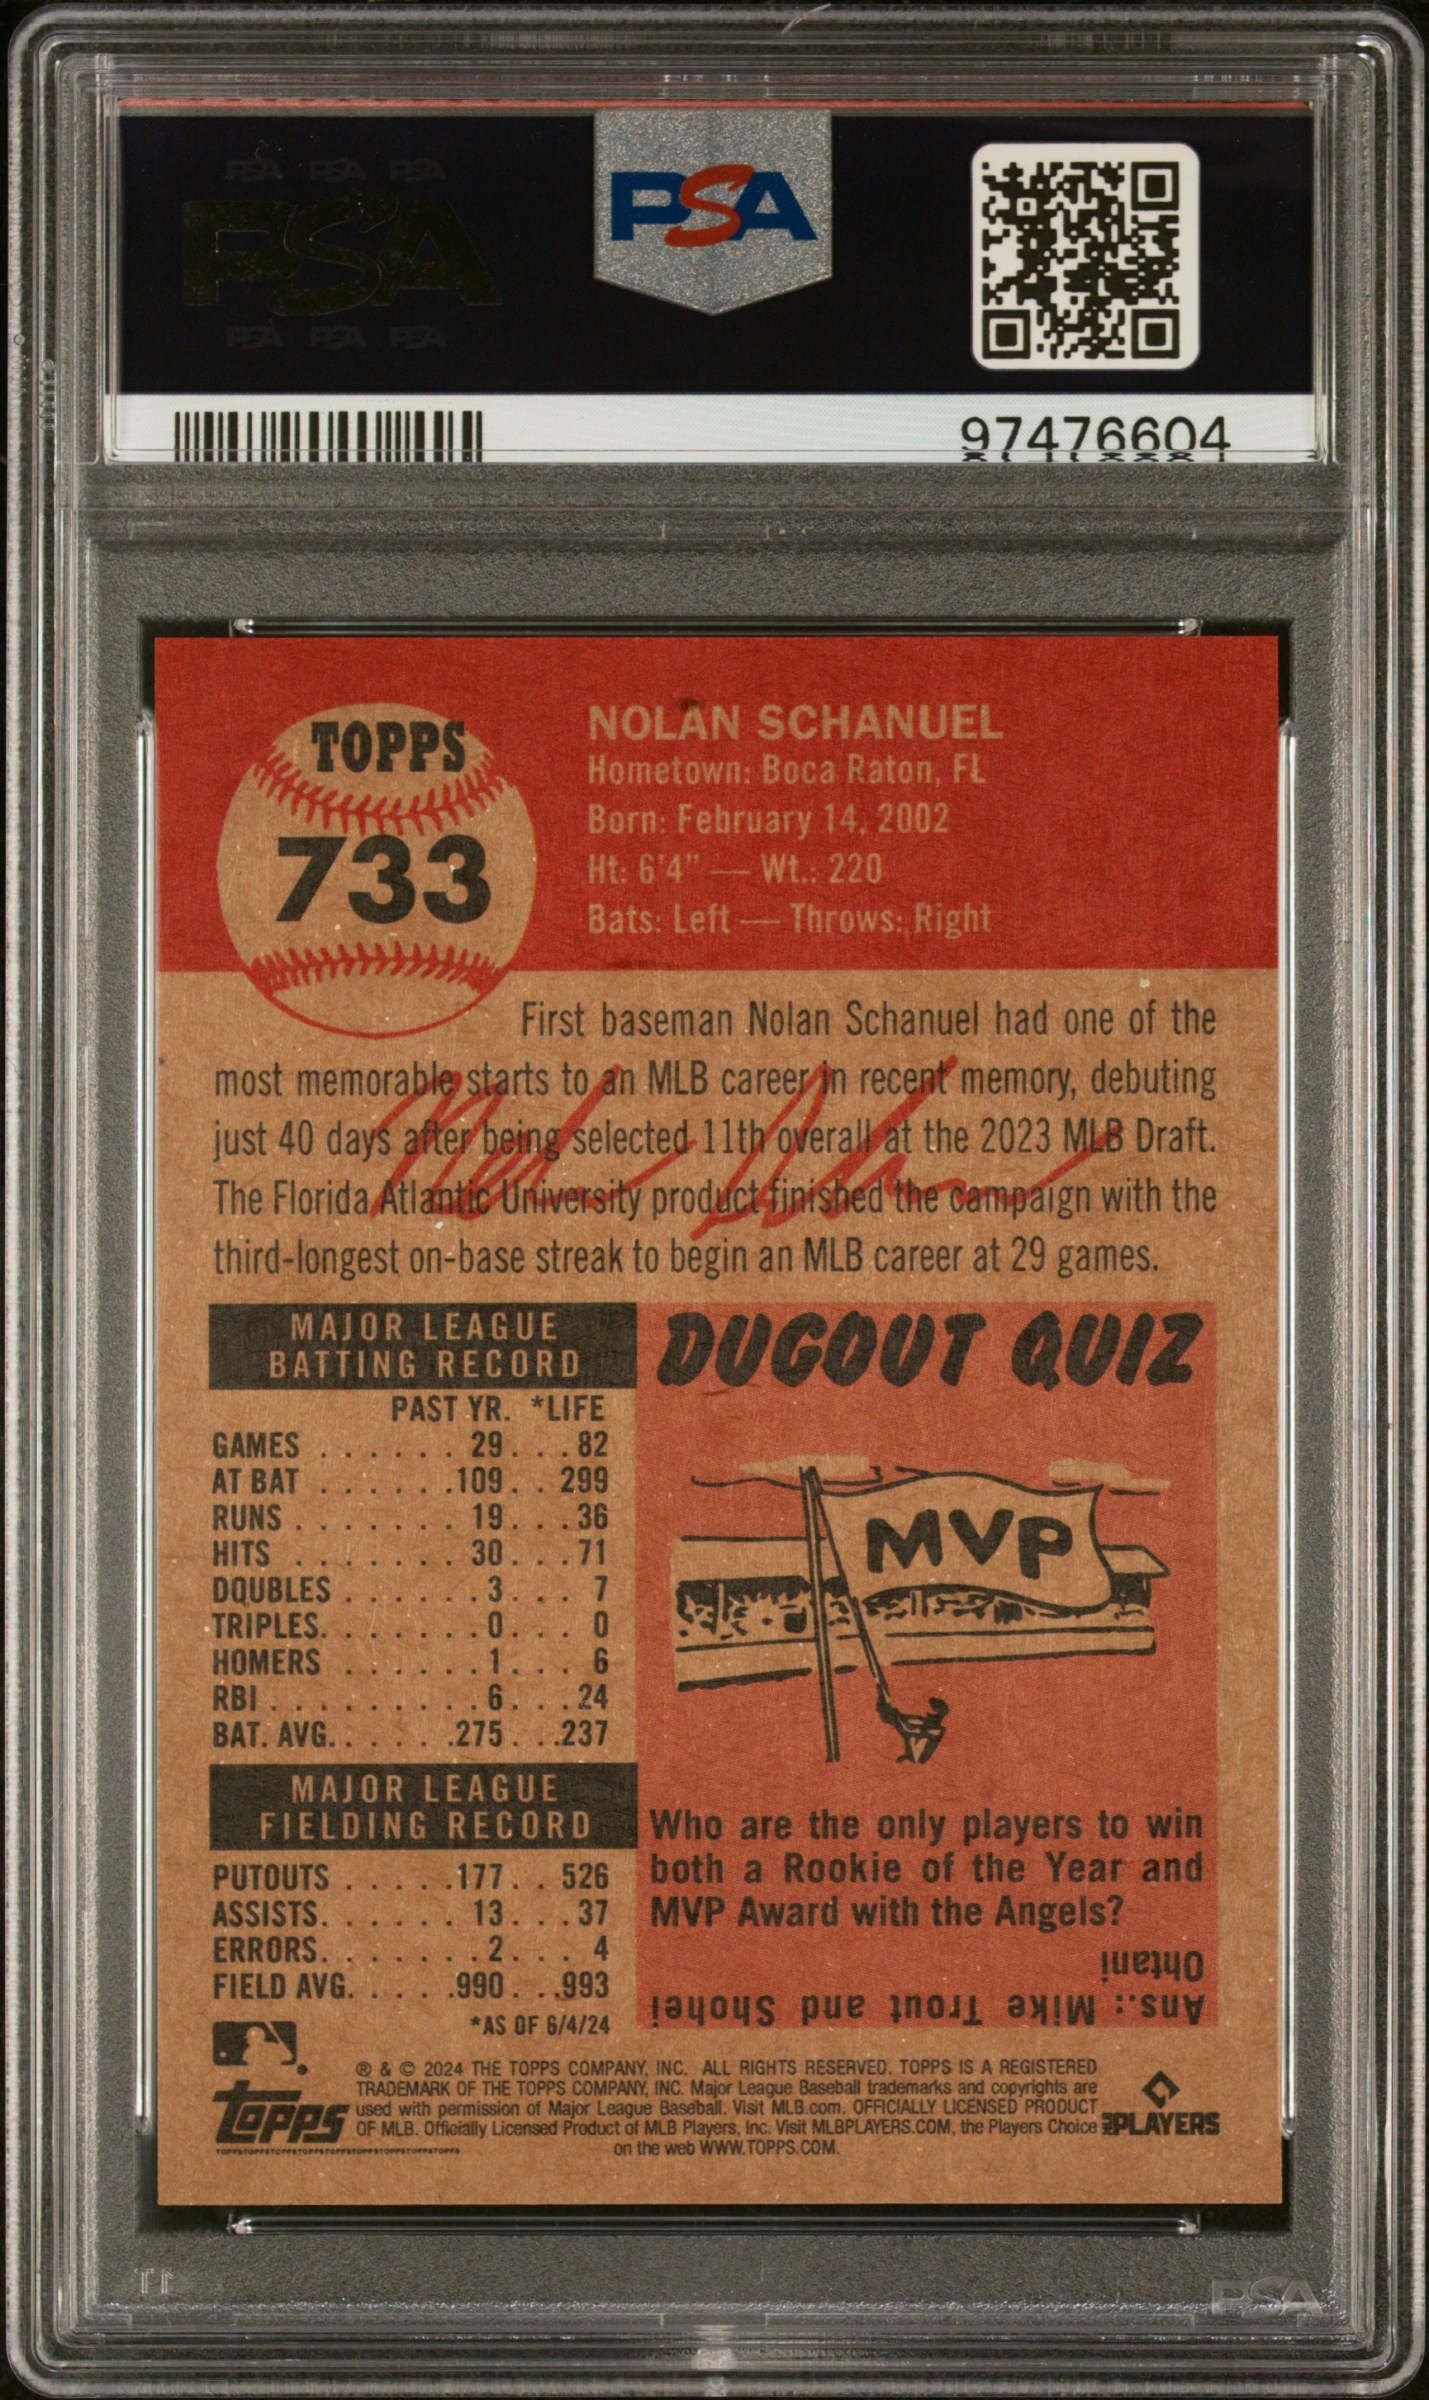 PSA PSA PSA
PSA
PSA PSA PSA
PSA
97476604
TOPPS
733
NOLAN SCHANUEL
Hometown: Boca Raton, FL
Born: February 14, 2002
Ht: 6'4" — Wt.: 220
Bats: Left — Throws: Right
First baseman Nolan Schanuel had one of the
most memorable starts to an MLB career in recent memory, debuting
just 40 days after being selected 11th overall at the 2023 MLB Draft.
The Florida Atlantic University product finished the campaign with the
third-longest on-base streak to begin an MLB career at 29 games.
MAJOR LEAGUE
BATTING RECORD
PAST YR. *LIFE
GAMES . . . . . . 29. . . 82
AT BAT . . . . . .109. . 299
RUNS . . . . . . . 19. . .36
HITS . . . . . . . 30. . .71
DOUBLES . . . . . .3. . . 7
TRIPLES. . . . . . .0. . . 0
HOMERS . . . . . .1. . . 6
RBI . . . . . . . . .6. . .24
BAT. AVG. . . . . .275. . .237
MAJOR LEAGUE
FIELDING RECORD
PUTOUTS . . . . .177. . 526
ASSISTS. . . . . . 13. . .37
ERRORS. . . . . . .2. . . 4
FIELD AVG. . . . .990. . .993
*AS OF 6/4/24
DUGOUT QUIZ
MVP
Who are the only players to win
both a Rookie of the Year and
MVP Award with the Angels?
Ans.: Mike Trout and Shohei
Ohtani
® & © 2024 THE TOPPS COMPANY, INC. ALL RIGHTS RESERVED. TOPPS IS A REGISTERED
TRADEMARK OF THE TOPPS COMPANY, INC. Major League Baseball trademarks and copyrights are
used with permission of Major League Baseball. Visit MLB.com. OFFICIALLY LICENSED PRODUCT
OF MLB. Officially Licensed Product of MLB Players, Inc. Visit MLBPLAYERS.COM, the Players Choice
on the web WWW.TOPPS.COM.
topps
TOPPSTOPPSTOPPSTOPPSTOPPSTOPPSTOPPSTOPPSTOPPS
MLB PLAYERS
PSA